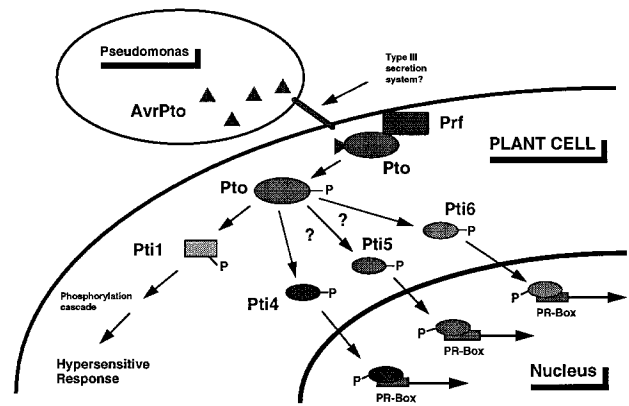 Pseudomonas
AvrPto
Type III
secretion
system?
Prf
Pto
PLANT CELL
Pto
P
Pti1
P
?
?
Pti6
P
Pti5
P
Pti4
P
Phosphorylation
cascade
Hypersensitive
Response
P
PR-Box
P
PR-Box
P
PR-Box
Nucleus